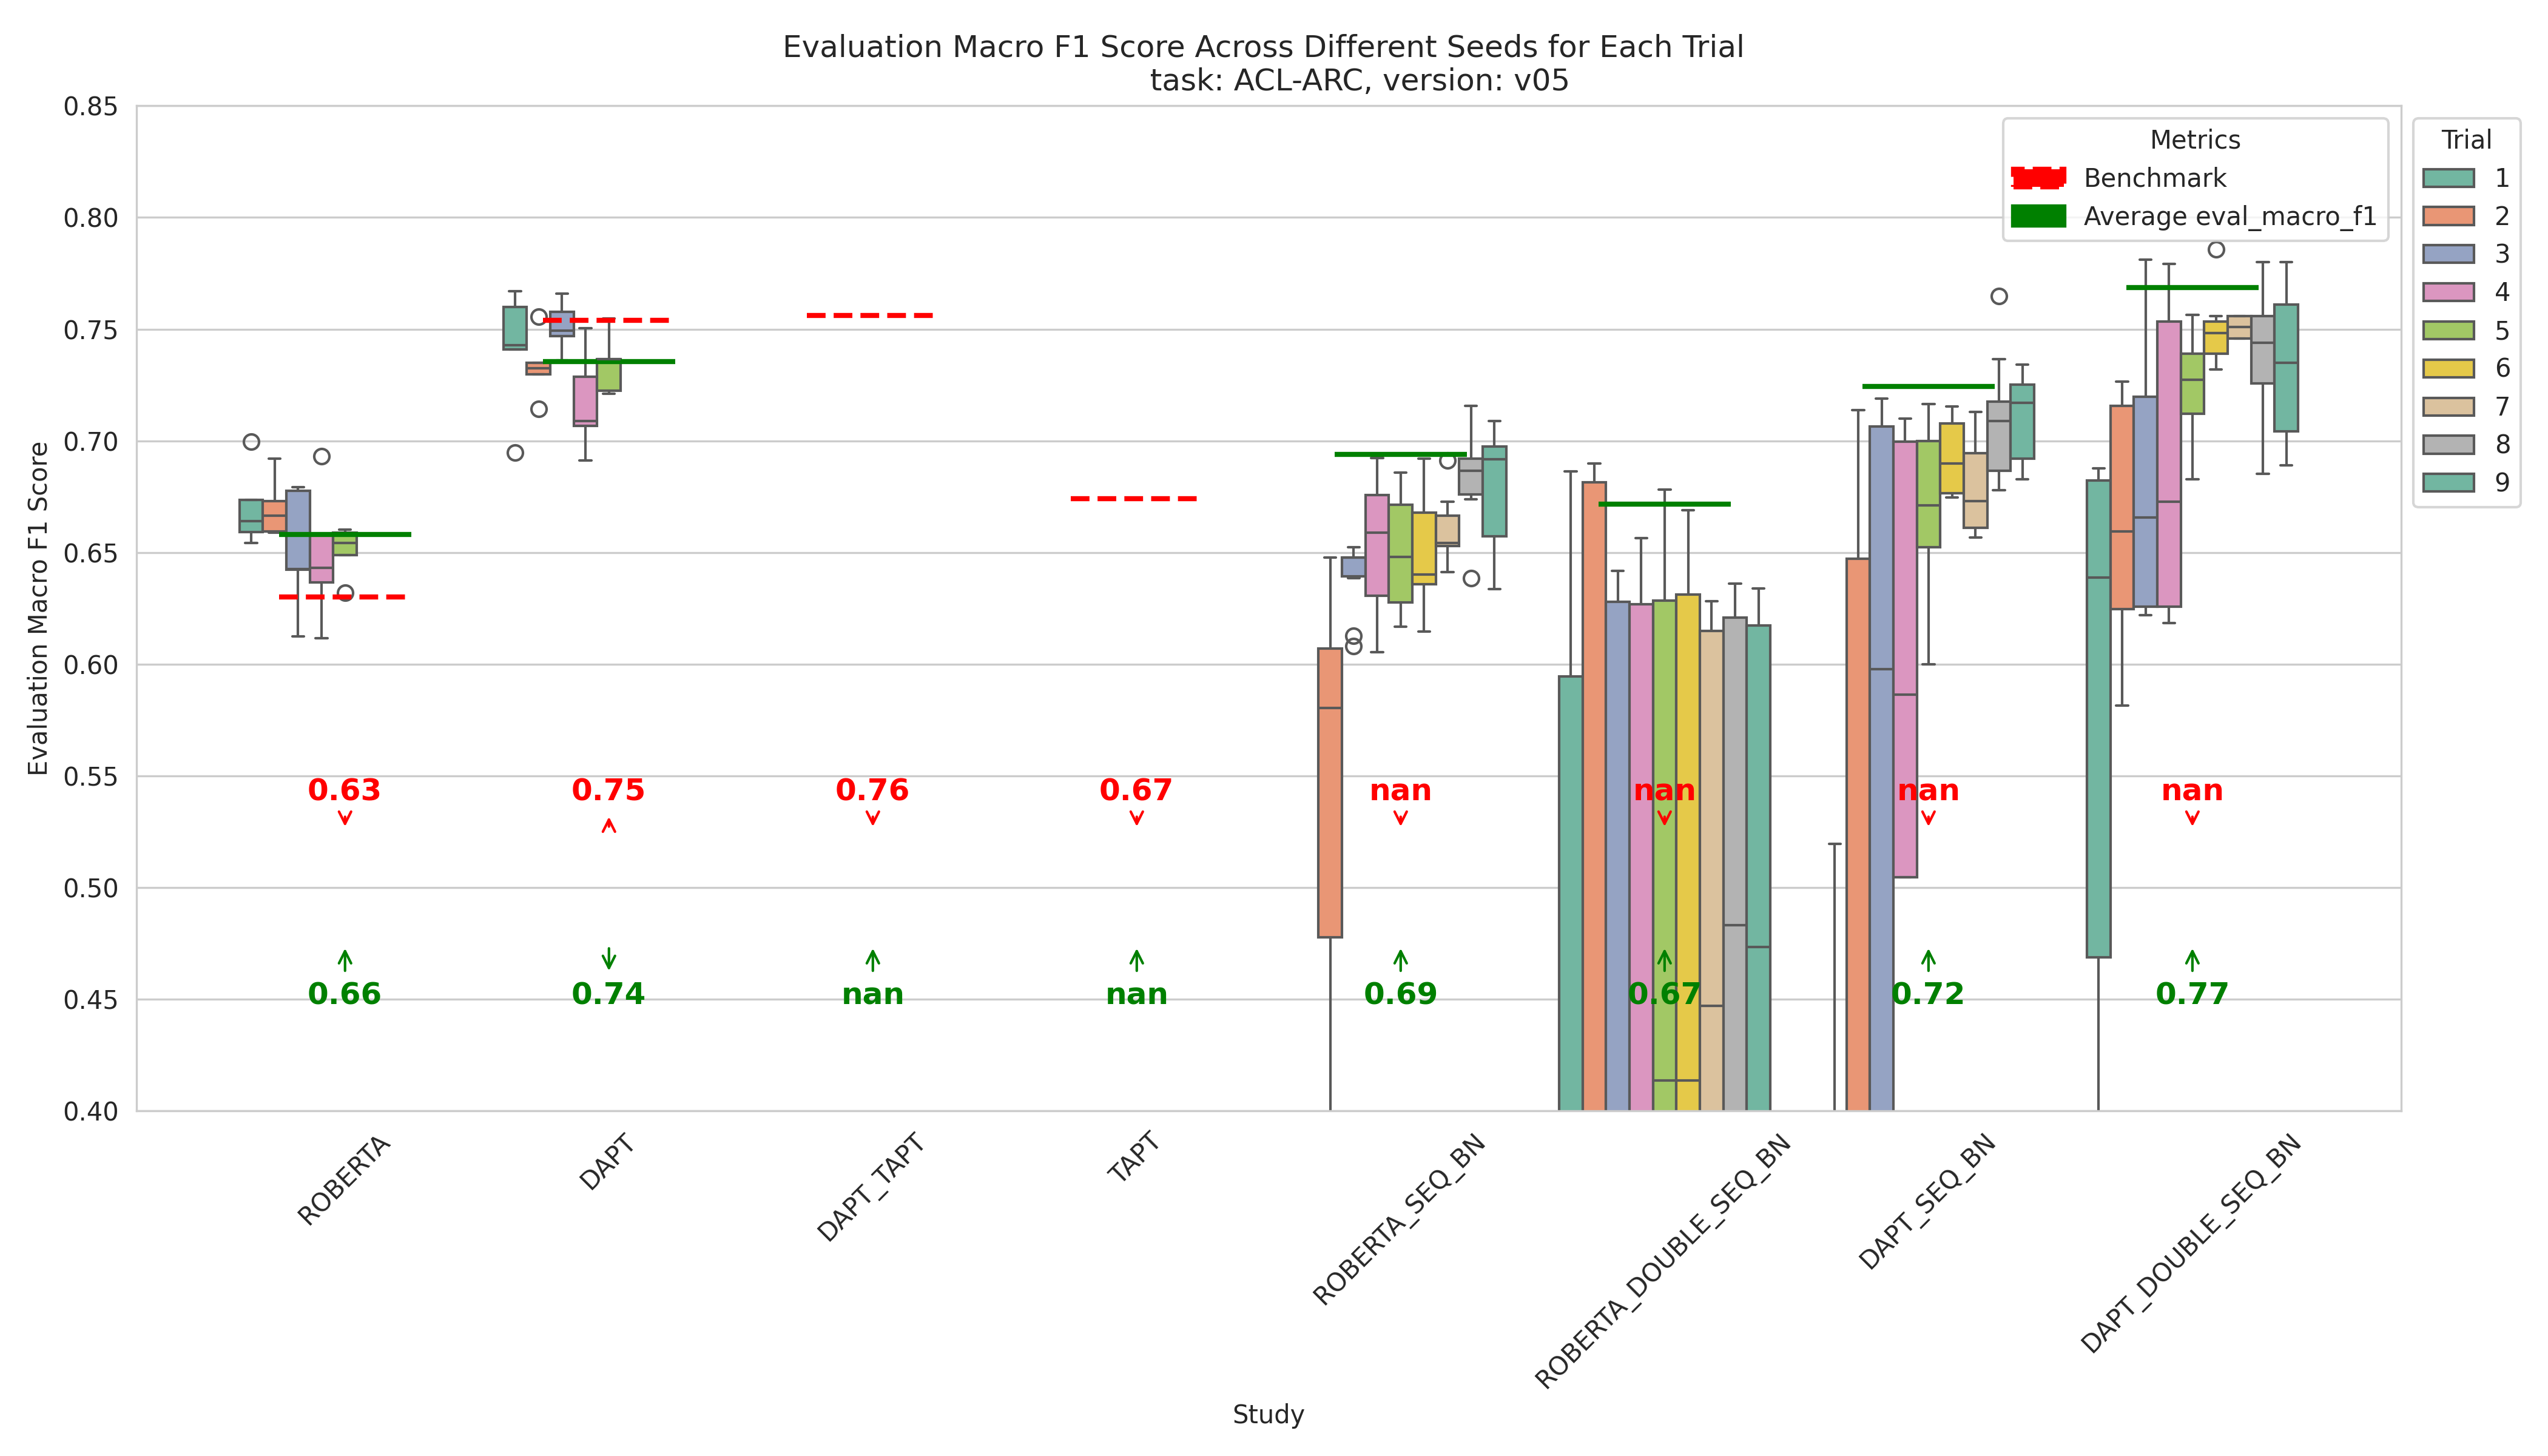 Evaluation Macro F1 Score Across Different Seeds for Each Trial
task: ACL-ARC, version: v05
Evaluation Macro F1 Score
0.85
0.80
0.75
0.70
0.65
0.60
0.55
0.50
0.45
0.40
Metrics
Benchmark
Average eval_macro_f1
Trial
1
2
3
4
5
6
7
8
9
0.63
0.75
0.76
0.67
nan
nan
nan
nan
0.66
0.74
nan
nan
0.69
0.67
0.72
0.77
ROBERTA
DAPT
DAPT_TAPT
TAPT
ROBERTA_SEQ_BN
ROBERTA_DOUBLE_SEQ_BN
DAPT_SEQ_BN
DAPT_DOUBLE_SEQ_BN
Study